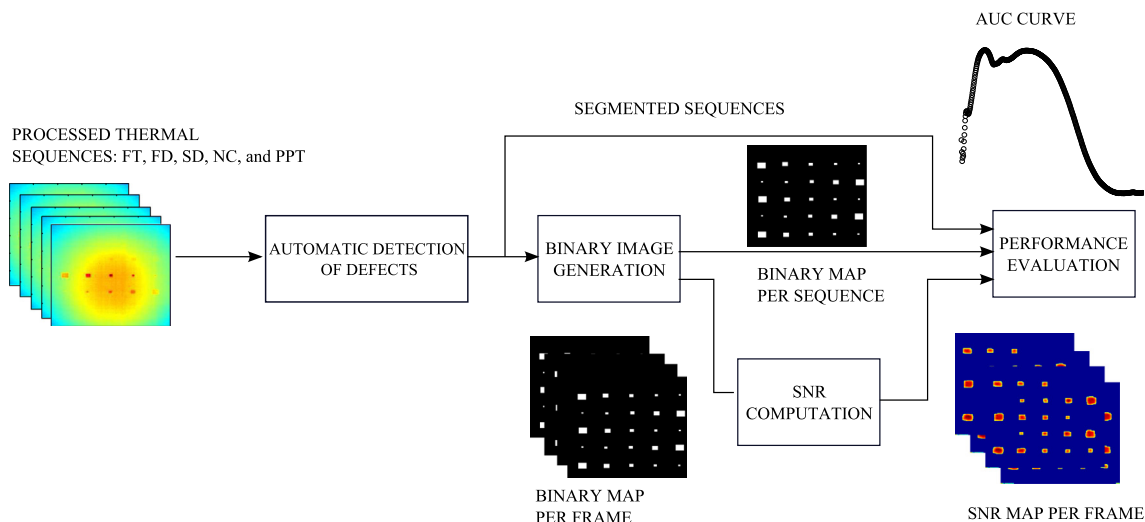 AUC CURVE
SEGMENTED SEQUENCES
PROCESSED THERMAL
SEQUENCES: FT, FD, SD, NC, and PPT
AUTOMATIC DETECTION
OF DEFECTS
BINARY IMAGE
GENERATION
BINARY MAP
PER SEQUENCE
PERFORMANCE
EVALUATION
SNR
COMPUTATION
BINARY MAP
PER FRAME
SNR MAP PER FRAME